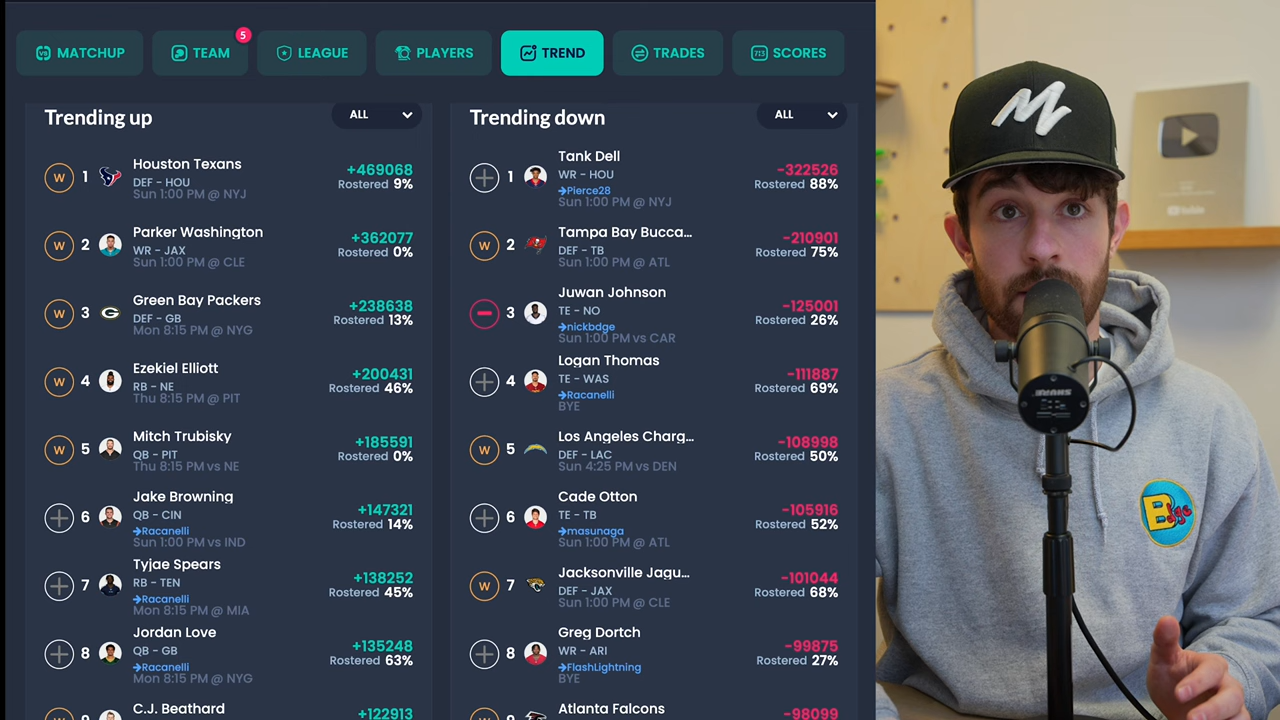 MATCHUP
TEAM
5
LEAGUE
PLAYERS
TREND
TRADES
SCORES
Trending up
ALL
W 1 Houston Texans +469068
DEF - HOU Rostered 9%
Sun 1:00 PM @ NYJ
W 2 Parker Washington +362077
WR - JAX Rostered 0%
Sun 1:00 PM @ CLE
W 3 Green Bay Packers +238638
DEF - GB Rostered 13%
Mon 8:15 PM @ NYG
W 4 Ezekiel Elliott +200431
RB - NE Rostered 46%
Thu 8:15 PM @ PIT
W 5 Mitch Trubisky +185591
QB - PIT Rostered 0%
Thu 8:15 PM vs NE
6 Jake Browning +147321
QB - CIN Rostered 14%
Racanelli
Sun 1:00 PM vs IND
7 Tyjae Spears +138252
RB - TEN Rostered 45%
Racanelli
Mon 8:15 PM @ MIA
8 Jordan Love +135248
QB - GB Rostered 63%
Racanelli
Mon 8:15 PM @ NYG
C.J. Beathard +122913
Trending down
ALL
1 Tank Dell -322526
WR - HOU Rostered 88%
Pierce28
Sun 1:00 PM @ NYJ
W 2 Tampa Bay Bucca... -210901
DEF - TB Rostered 75%
Sun 1:00 PM @ ATL
3 Juwan Johnson -125001
TE - NO Rostered 26%
nickbdge
Sun 1:00 PM vs CAR
4 Logan Thomas -111887
TE - WAS Rostered 69%
Racanelli
BYE
W 5 Los Angeles Charg... -108998
DEF - LAC Rostered 50%
Sun 4:25 PM vs DEN
6 Cade Otton -105916
TE - TB Rostered 52%
masunaga
Sun 1:00 PM @ ATL
W 7 Jacksonville Jagu... -101044
DEF - JAX Rostered 68%
Sun 1:00 PM @ CLE
8 Greg Dortch -99875
WR - ARI Rostered 27%
FlashLightning
BYE
Atlanta Falcons -98099
M
YouTube
SHURE